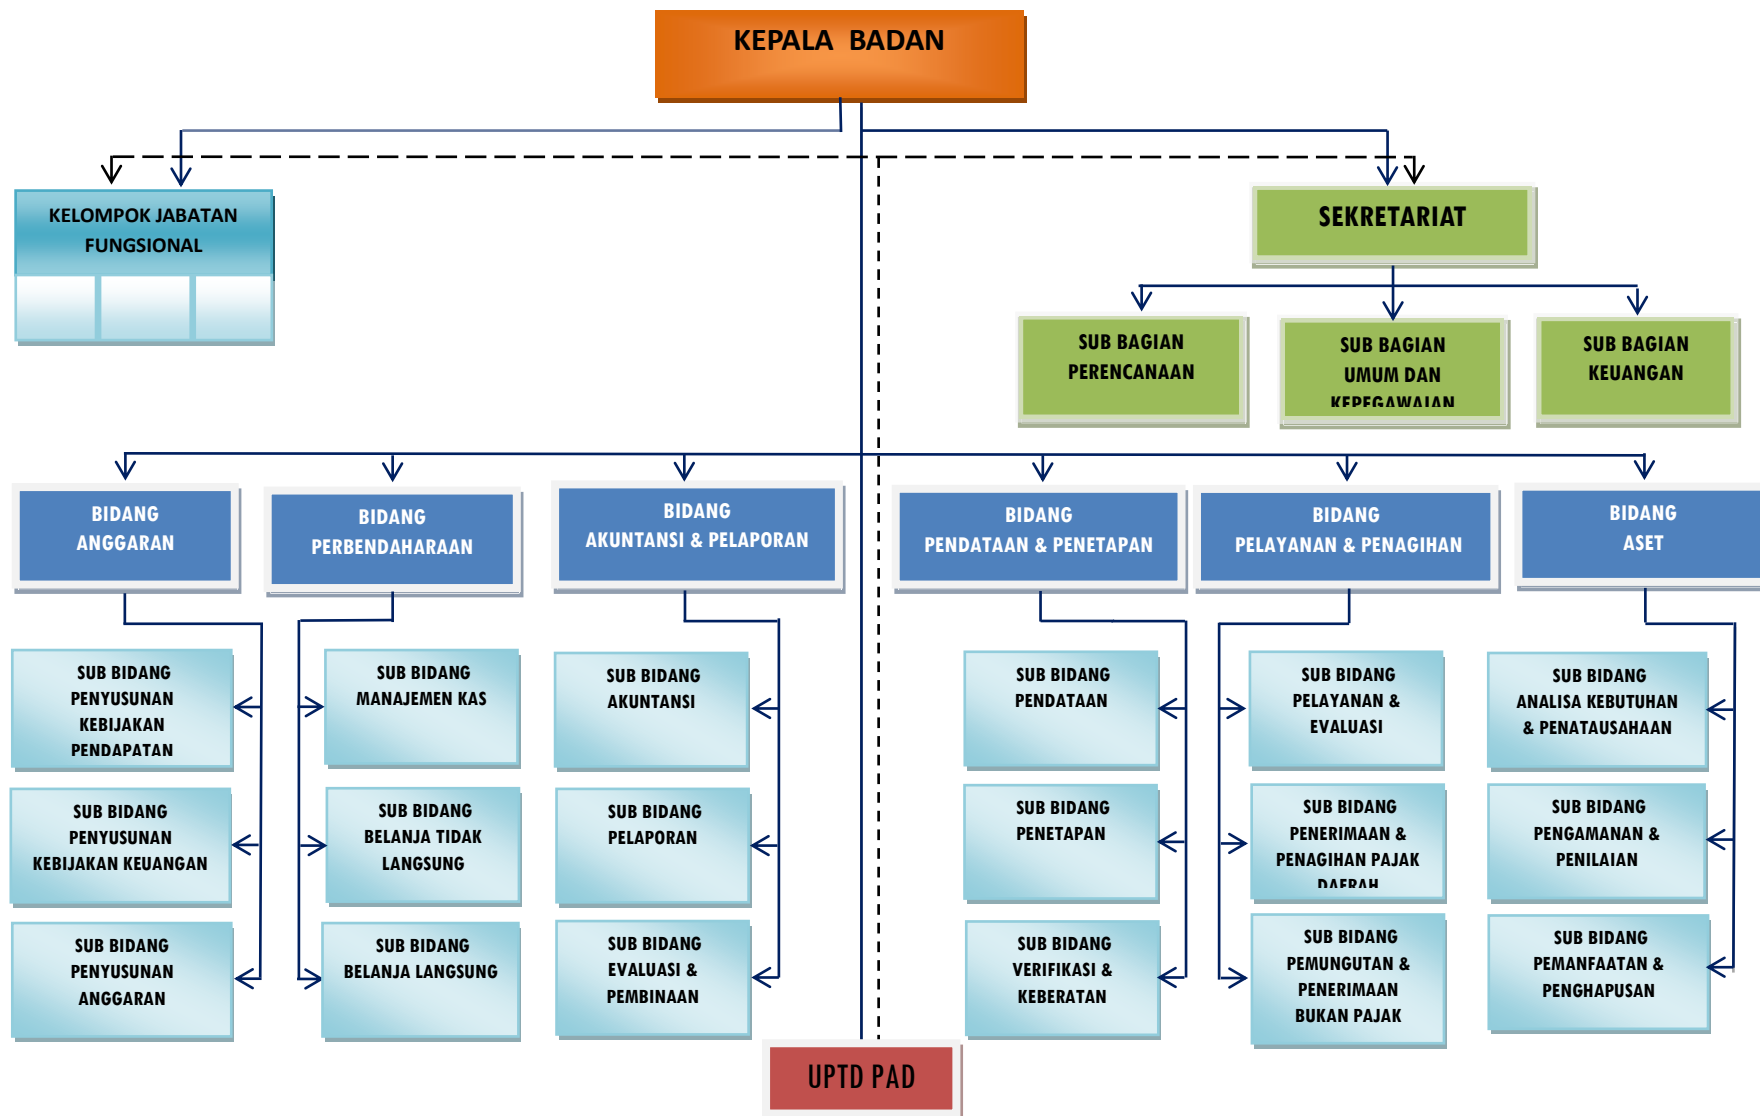 KEPALA BADAN
KELOMPOK JABATAN
FUNGSIONAL
SEKRETARIAT
SUB BAGIAN
PERENCANAAN
SUB BAGIAN
UMUM DAN
KEPEGAWAIAN
SUB BAGIAN
KEUANGAN
BIDANG
ANGGARAN
BIDANG
PERBENDAHARAAN
BIDANG
AKUNTANSI & PELAPORAN
BIDANG
PENDATAAN & PENETAPAN
BIDANG
PELAYANAN & PENAGIHAN
BIDANG
ASET
SUB BIDANG
PENYUSUNAN
KEBIJAKAN
PENDAPATAN
SUB BIDANG
MANAJEMEN KAS
SUB BIDANG
AKUNTANSI
SUB BIDANG
PENDATAAN
SUB BIDANG
PELAYANAN &
EVALUASI
SUB BIDANG
ANALISA KEBUTUHAN
& PENATAUSAHAAN
SUB BIDANG
PENYUSUNAN
KEBIJAKAN KEUANGAN
SUB BIDANG
BELANJA TIDAK
LANGSUNG
SUB BIDANG
PELAPORAN
SUB BIDANG
PENETAPAN
SUB BIDANG
PENERIMAAN &
PENAGIHAN PAJAK
DAERAH
SUB BIDANG
PENGAMANAN &
PENILAIAN
SUB BIDANG
PENYUSUNAN
ANGGARAN
SUB BIDANG
BELANJA LANGSUNG
SUB BIDANG
EVALUASI &
PEMBINAAN
SUB BIDANG
VERIFIKASI &
KEBERATAN
SUB BIDANG
PEMUNGUTAN &
PENERIMAAN
BUKAN PAJAK
SUB BIDANG
PEMANFAATAN &
PENGHAPUSAN
UPTD PAD